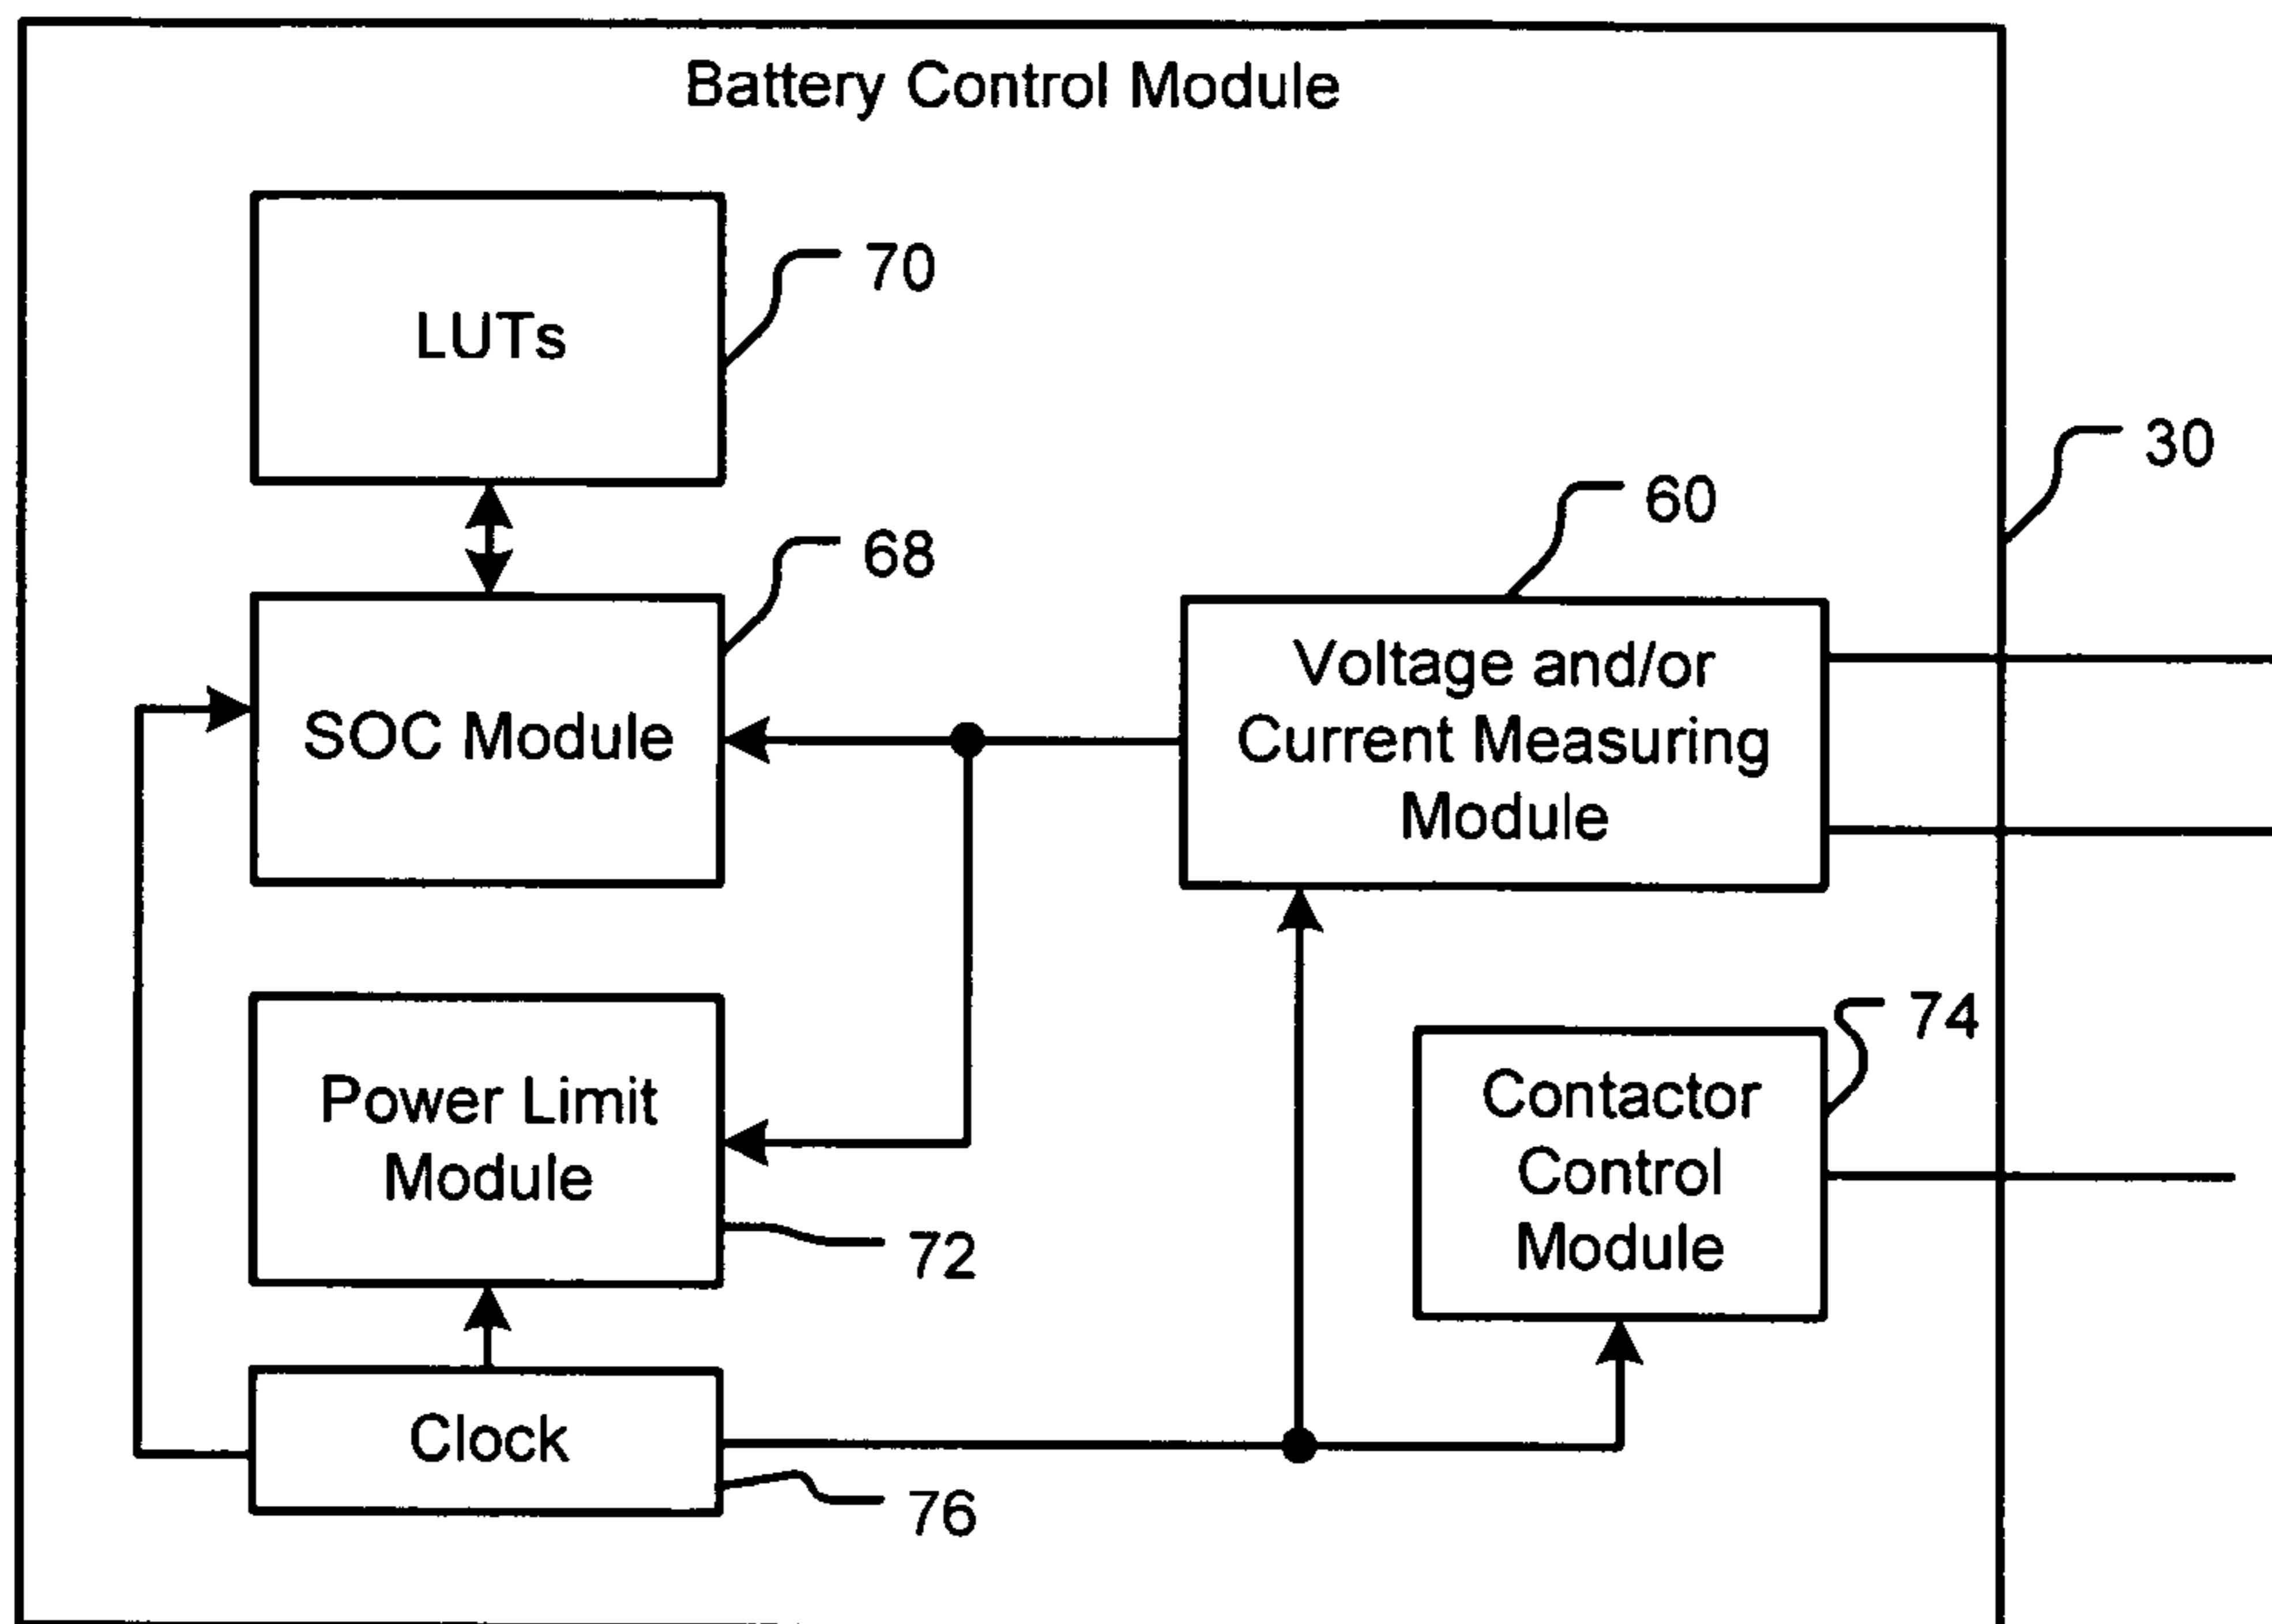 Battery Control Module
LUTs
70
30
60
68
SOC Module
Voltage and/or
Current Measuring
Module
74
Power Limit
Module
72
Contactor
Control
Module
Clock
76